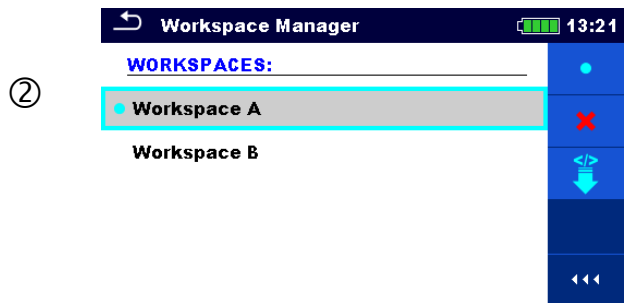 Workspace Manager 13:21
WORKSPACES:
②
Workspace A
Workspace B
</>